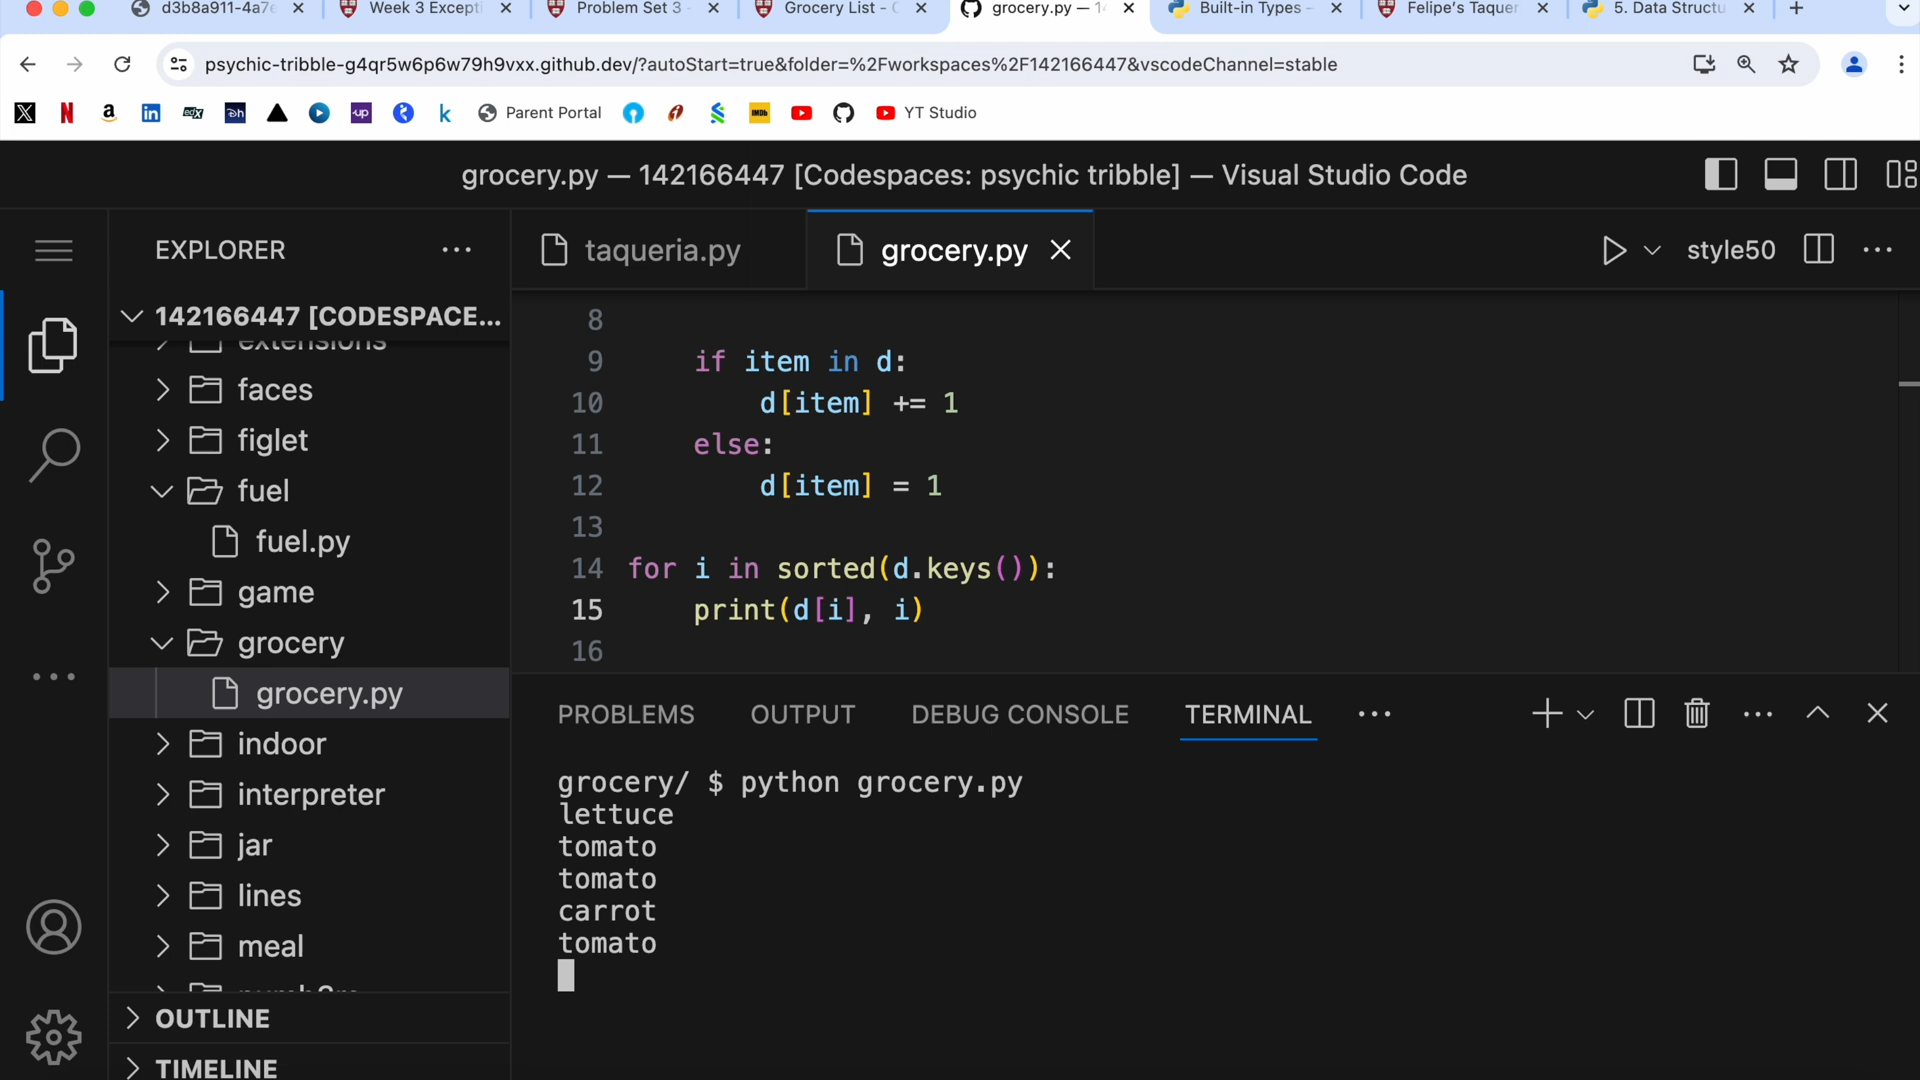 d3b8a911-4a7e
Week 3 Excepti
Problem Set 3 -
Grocery List - C
grocery.py — 14
Built-in Types -
Felipe's Taquer
5. Data Structu
psychic-tribble-g4qr5w6p6w79h9vxx.github.dev/?autoStart=true&folder=%2Fworkspaces%2F142166447&vscodeChannel=stable
Parent Portal
YT Studio
grocery.py — 142166447 [Codespaces: psychic tribble] — Visual Studio Code
EXPLORER
142166447 [CODESPACE...
extensions
faces
figlet
fuel
fuel.py
game
grocery
grocery.py
indoor
interpreter
jar
lines
meal
OUTLINE
TIMELINE
taqueria.py
grocery.py
style50
8
9 if item in d:
10 d[item] += 1
11 else:
12 d[item] = 1
13
14 for i in sorted(d.keys()):
15 print(d[i], i)
16
PROBLEMS OUTPUT DEBUG CONSOLE TERMINAL
grocery/ $ python grocery.py
lettuce
tomato
tomato
carrot
tomato